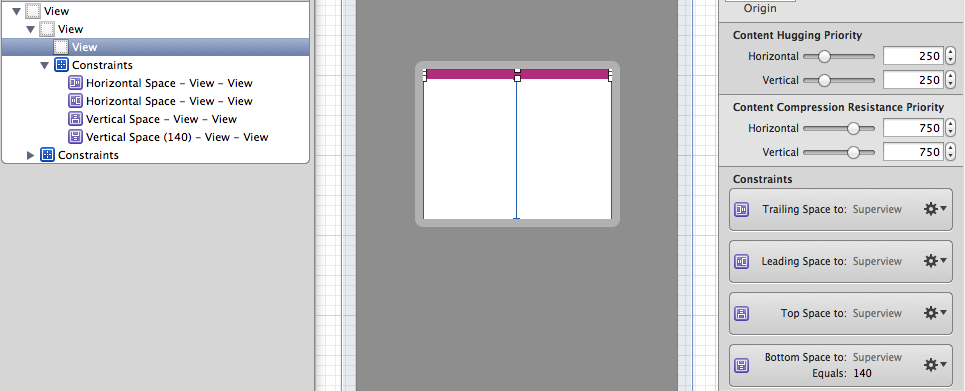 View
View
View
Constraints
Horizontal Space - View - View
Horizontal Space - View - View
Vertical Space - View - View
Vertical Space (140) - View - View
Constraints
Origin
Content Hugging Priority
Horizontal 250
Vertical 250
Content Compression Resistance Priority
Horizontal 750
Vertical 750
Constraints
Trailing Space to: Superview
Leading Space to: Superview
Top Space to: Superview
Bottom Space to: Superview
Equals: 140